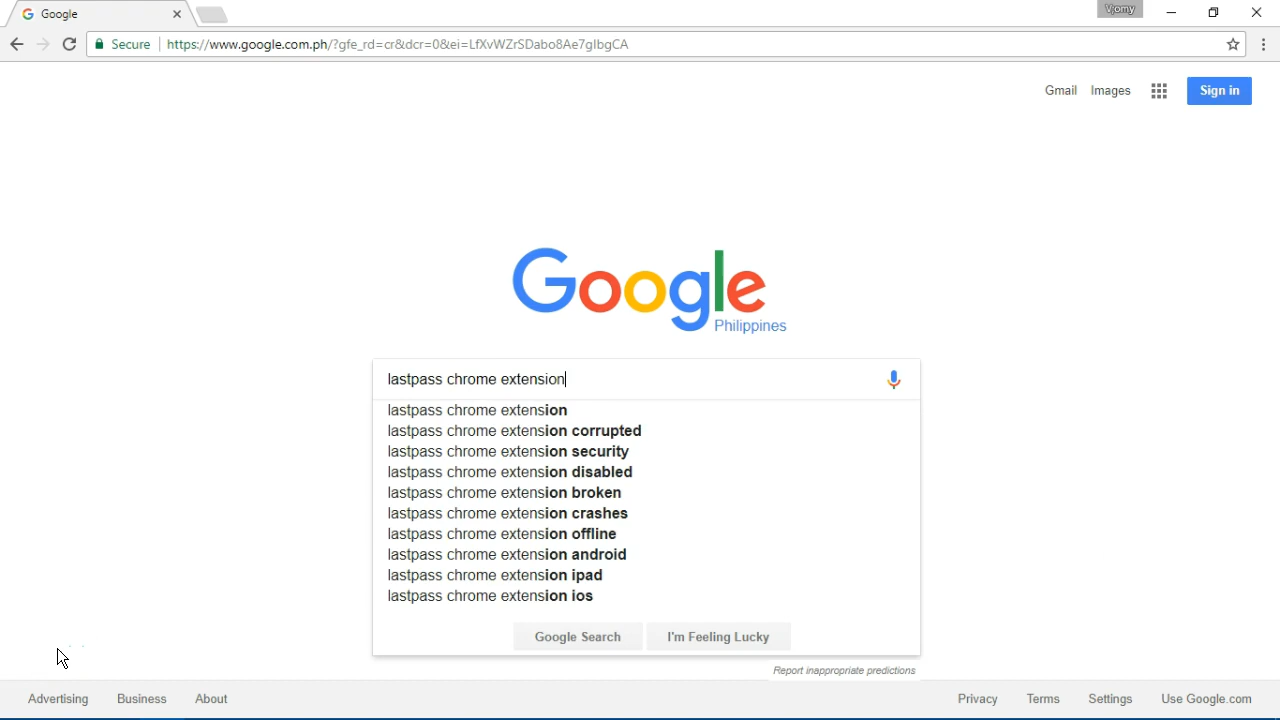 Google
Vjomy
Secure
https://www.google.com.ph/?gfe_rd=cr&dcr=0&ei=LfXvWZrSDabo8Ae7glbgCA
Gmail Images Sign in
Google
Philippines
lastpass chrome extension
lastpass chrome extension
lastpass chrome extension corrupted
lastpass chrome extension security
lastpass chrome extension disabled
lastpass chrome extension broken
lastpass chrome extension crashes
lastpass chrome extension offline
lastpass chrome extension android
lastpass chrome extension ipad
lastpass chrome extension ios
Google Search I'm Feeling Lucky
Report inappropriate predictions
Advertising Business About Privacy Terms Settings Use Google.com